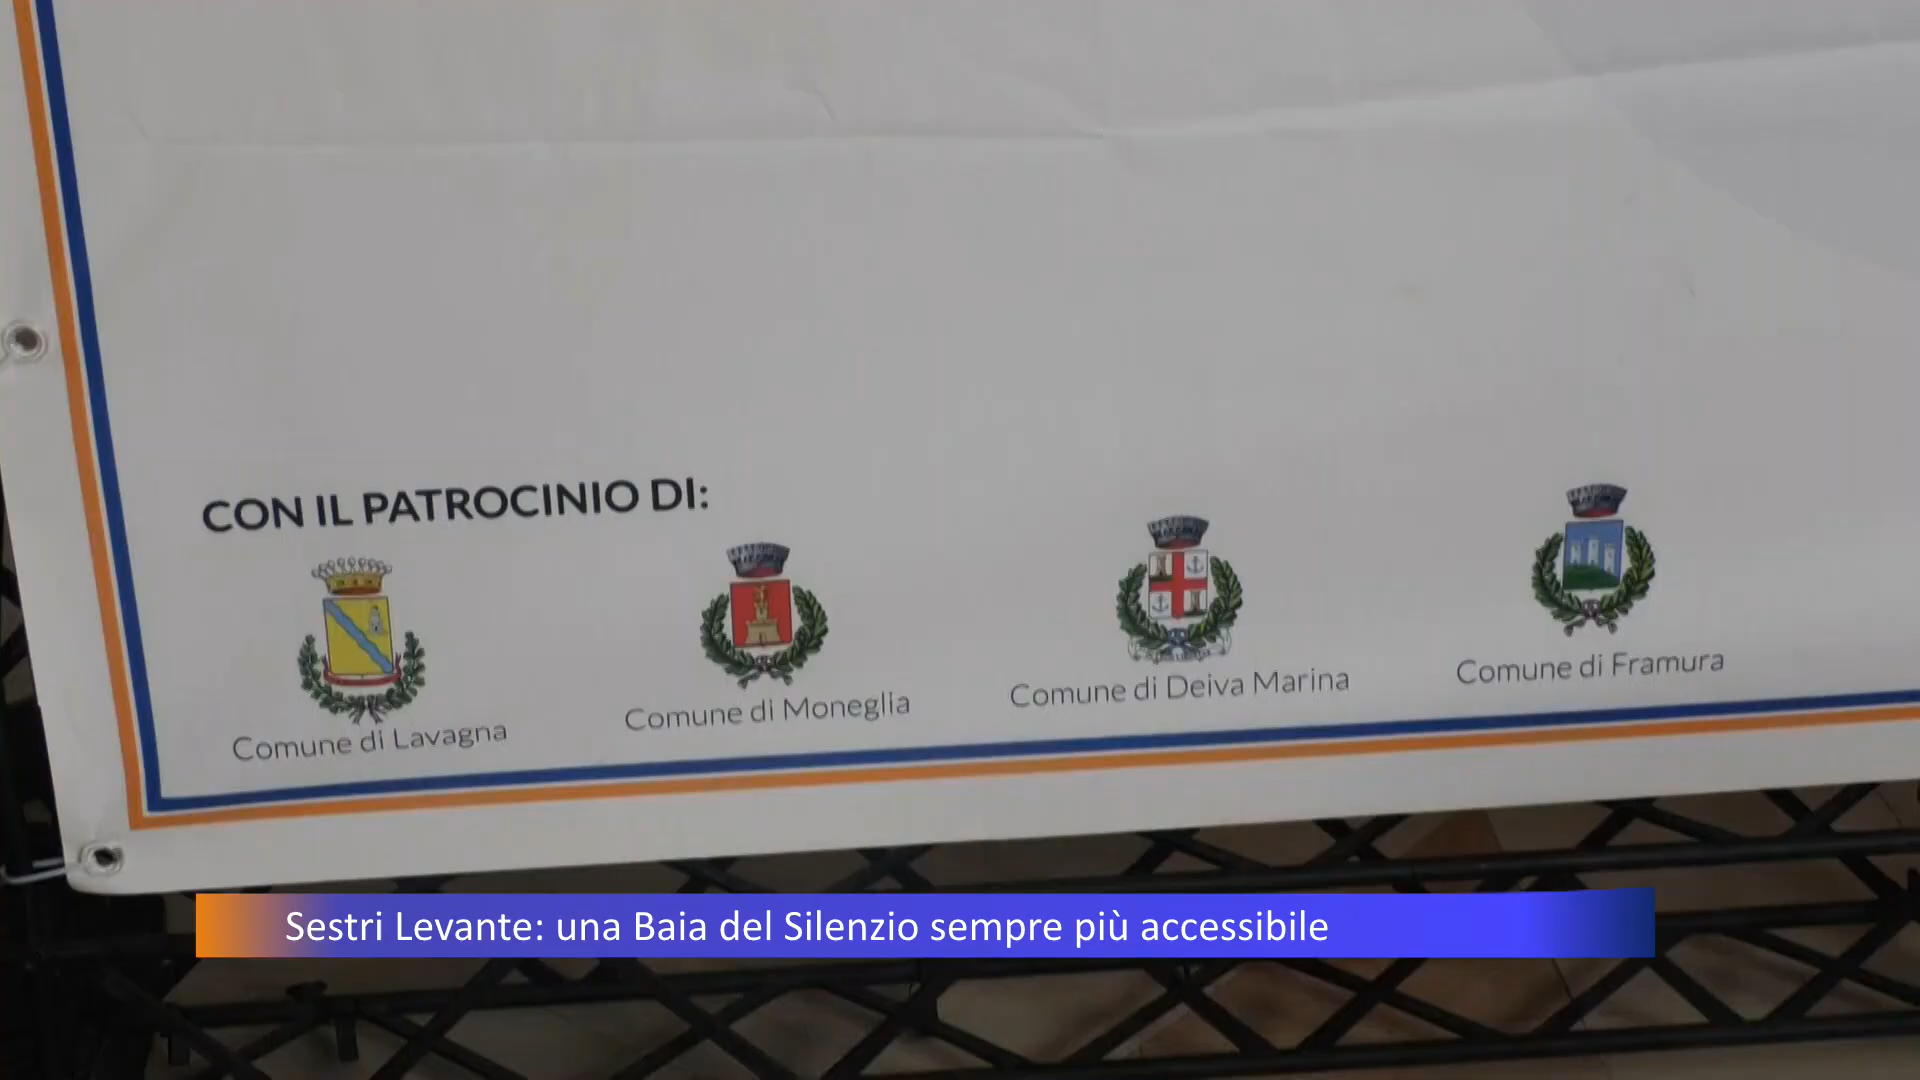 CON IL PATROCINIO DI:
Comune di Lavagna
Comune di Moneglia
Comune di Deiva Marina
Comune di Framura
Sestri Levante: una Baia del Silenzio sempre più accessibile